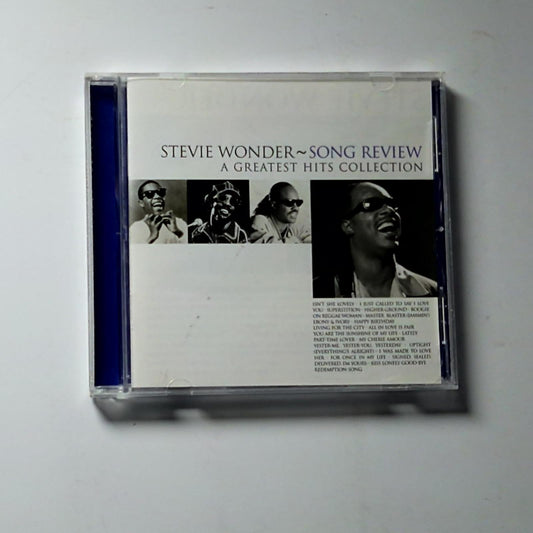 STEVIE WONDER~SONG REVIEW
A GREATEST HITS COLLECTION
ISN'T SHE LOVELY · I JUST CALLED TO SAY I LOVE
YOU · SUPERSTITION · HIGHER GROUND · BOOGIE
ON REGGAE WOMAN · MASTER BLASTER (JAMMIN')
EBONY & IVORY · HAPPY BIRTHDAY
LIVING FOR THE CITY · ALL IN LOVE IS FAIR
YOU ARE THE SUNSHINE OF MY LIFE · LATELY
PART-TIME LOVER · MY CHERIE AMOUR
YESTER-ME, YESTER-YOU, YESTERDAY · UPTIGHT
(EVERYTHING'S ALRIGHT) · I WAS MADE TO LOVE
HER · FOR ONCE IN MY LIFE · SIGNED, SEALED,
DELIVERED, I'M YOURS · KISS LONELY GOOD-BYE
REDEMPTION SONG